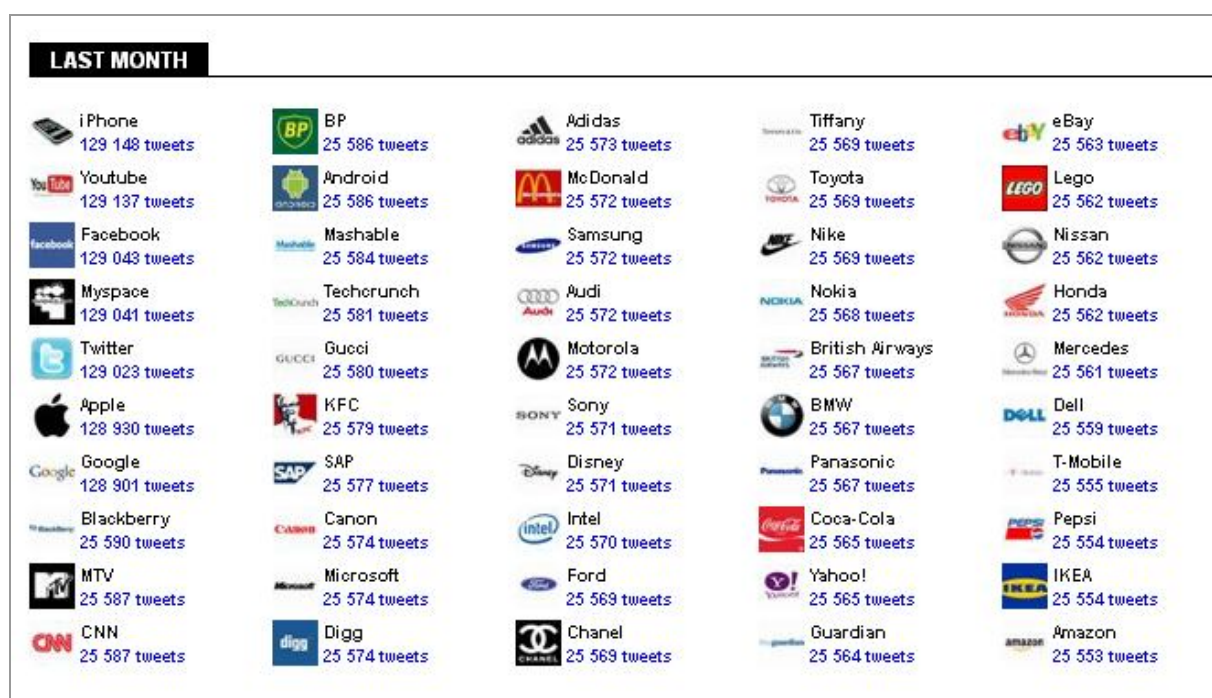 LAST MONTH
iPhone
129 148 tweets
Youtube
129 137 tweets
Facebook
129 043 tweets
Myspace
129 041 tweets
Twitter
129 023 tweets
Apple
128 930 tweets
Google
128 901 tweets
Blackberry
25 590 tweets
MTV
25 587 tweets
CNN
25 587 tweets
BP
25 586 tweets
Android
25 586 tweets
Mashable
25 584 tweets
Techcrunch
25 581 tweets
Gucci
25 580 tweets
KFC
25 579 tweets
SAP
25 577 tweets
Canon
25 574 tweets
Microsoft
25 574 tweets
Digg
25 574 tweets
Adidas
25 573 tweets
McDonald
25 572 tweets
Samsung
25 572 tweets
Audi
25 572 tweets
Motorola
25 572 tweets
Sony
25 571 tweets
Disney
25 571 tweets
Intel
25 570 tweets
Ford
25 569 tweets
Chanel
25 569 tweets
Tiffany
25 569 tweets
Toyota
25 569 tweets
Nike
25 569 tweets
Nokia
25 568 tweets
British Airways
25 567 tweets
BMW
25 567 tweets
Panasonic
25 567 tweets
Coca-Cola
25 565 tweets
Yahoo!
25 565 tweets
Guardian
25 564 tweets
eBay
25 563 tweets
Lego
25 562 tweets
Nissan
25 562 tweets
Honda
25 562 tweets
Mercedes
25 561 tweets
Dell
25 559 tweets
T-Mobile
25 555 tweets
Pepsi
25 554 tweets
IKEA
25 554 tweets
Amazon
25 553 tweets